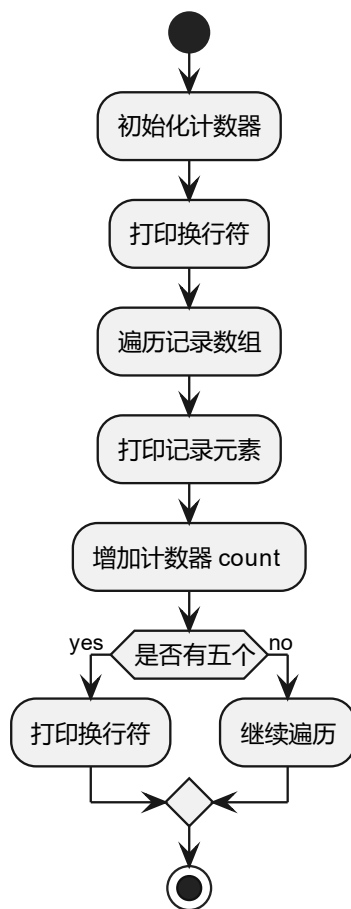 初始化计数器
打印换行符
遍历记录数组
打印记录元素
增加计数器 count
yes
是否有五个
no
打印换行符
继续遍历